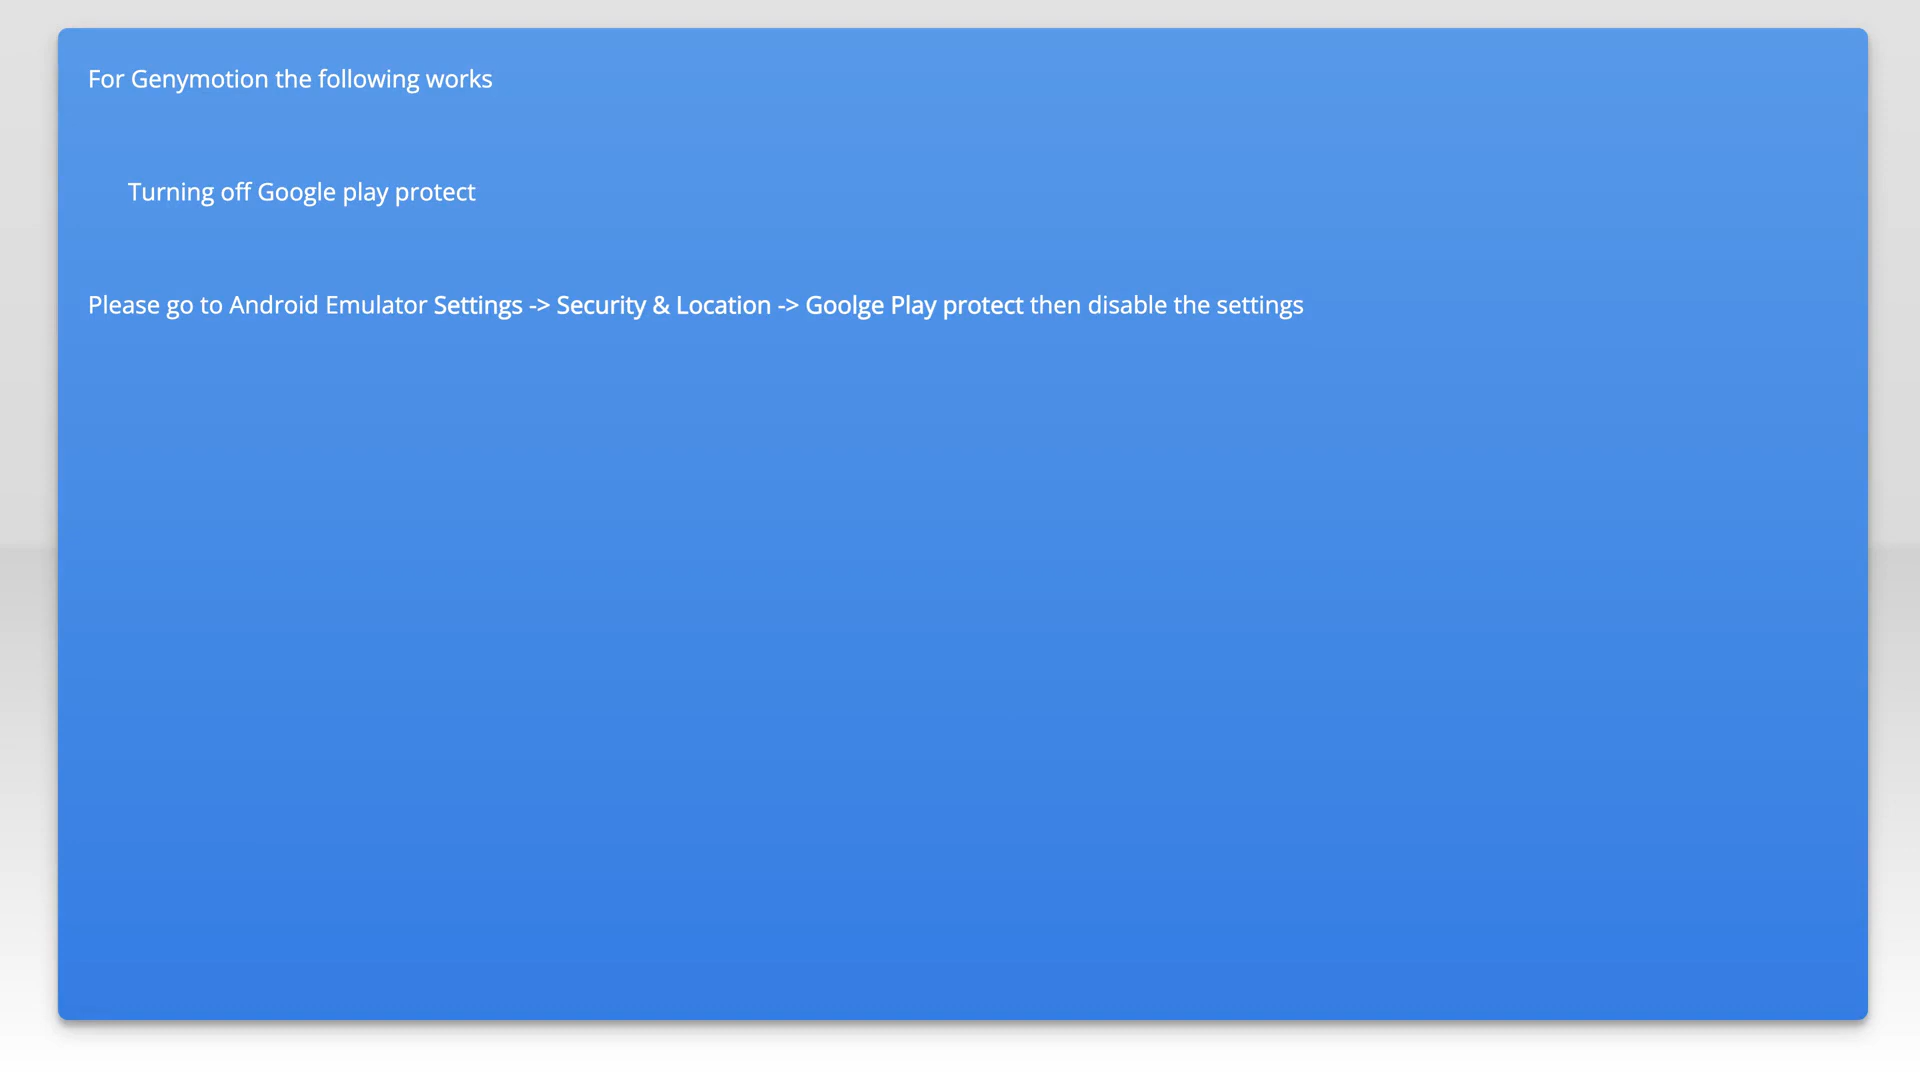 For Genymotion the following works
Turning off Google play protect
Please go to Android Emulator Settings -> Security & Location -> Goolge Play protect then disable the settings